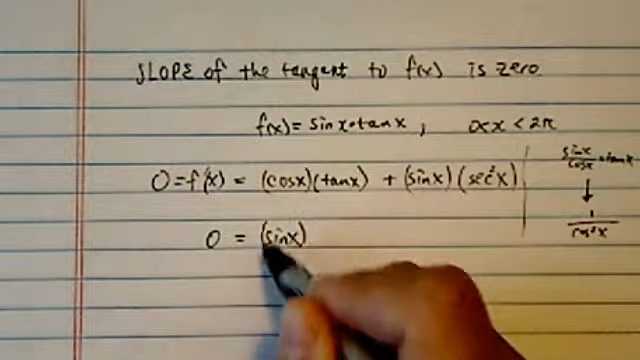 SLOPE of the tangent to f(x) is zero.
f(x) = sin x • tan x , 0 < x < 2π
0 = f'(x) = (cos x)(tan x) + (sin x)(sec²x)
sin x / cos x = tan x
↓
1 / cos²x
0 = (sin x)